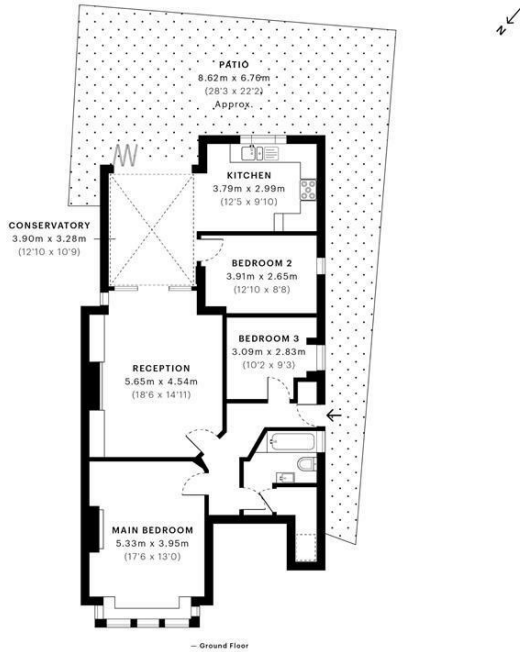 N
PATIO
8.62m x 6.76m
(28'3 x 22'2)
Approx.
KITCHEN
3.79m x 2.99m
(12'5 x 9'10)
CONSERVATORY
3.90m x 3.28m
(12'10 x 10'9)
BEDROOM 2
3.91m x 2.65m
(12'10 x 8'8)
BEDROOM 3
3.09m x 2.83m
(10'2 x 9'3)
RECEPTION
5.65m x 4.54m
(18'6 x 14'11)
MAIN BEDROOM
5.33m x 3.95m
(17'6 x 13'0)
— Ground Floor